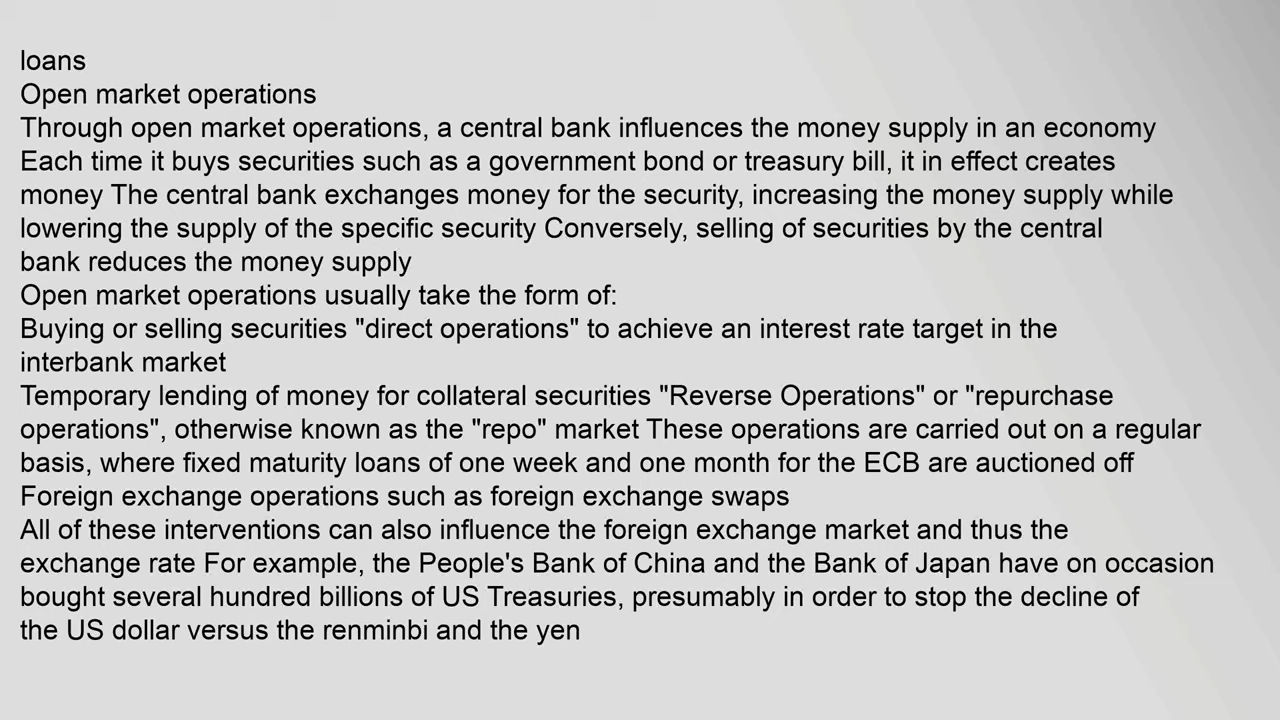 loans
Open market operations
Through open market operations, a central bank influences the money supply in an economy
Each time it buys securities such as a government bond or treasury bill, it in effect creates
money The central bank exchanges money for the security, increasing the money supply while
lowering the supply of the specific security Conversely, selling of securities by the central
bank reduces the money supply
Open market operations usually take the form of:
Buying or selling securities "direct operations" to achieve an interest rate target in the
interbank market
Temporary lending of money for collateral securities "Reverse Operations" or "repurchase
operations", otherwise known as the "repo" market These operations are carried out on a regular
basis, where fixed maturity loans of one week and one month for the ECB are auctioned off
Foreign exchange operations such as foreign exchange swaps
All of these interventions can also influence the foreign exchange market and thus the
exchange rate For example, the People's Bank of China and the Bank of Japan have on occasion
bought several hundred billions of US Treasuries, presumably in order to stop the decline of
the US dollar versus the renminbi and the yen